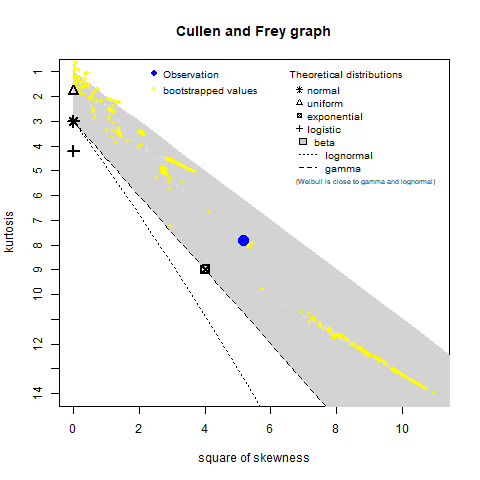 Cullen and Frey graph
Observation
bootstrapped values
Theoretical distributions
normal
uniform
exponential
logistic
beta
lognormal
gamma
(Weibull is close to gamma and lognormal)
kurtosis
1
2
3
4
5
6
7
8
9
10
12
14
0
2
4
6
8
10
square of skewness